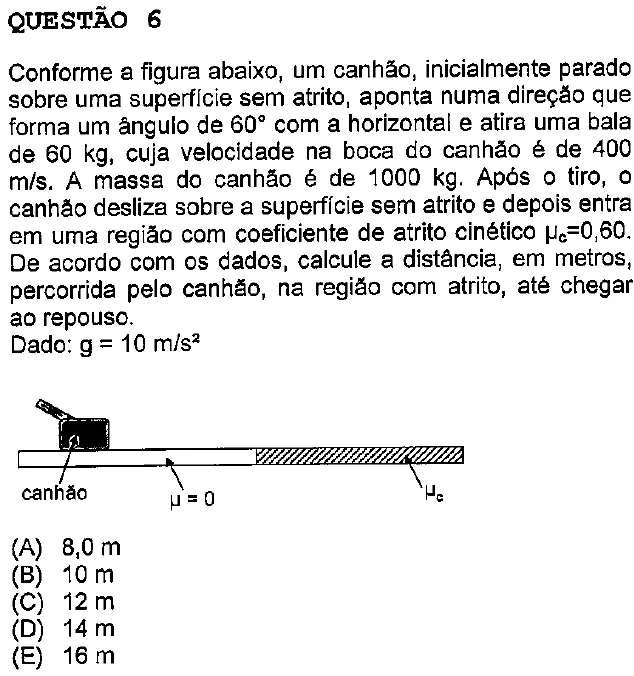 QUESTÃO 6
Conforme a figura abaixo, um canhão, inicialmente parado
sobre uma superfície sem atrito, aponta numa direção que
forma um ângulo de 60° com a horizontal e atira uma bala
de 60 kg, cuja velocidade na boca do canhão é de 400
m/s. A massa do canhão é de 1000 kg. Após o tiro, o
canhão desliza sobre a superfície sem atrito e depois entra
em uma região com coeficiente de atrito cinético μc=0,60.
De acordo com os dados, calcule a distância, em metros,
percorrida pelo canhão, na região com atrito, até chegar
ao repouso.
Dado: g = 10 m/s²
canhão
μ = 0
μc
(A) 8,0 m
(B) 10 m
(C) 12 m
(D) 14 m
(E) 16 m